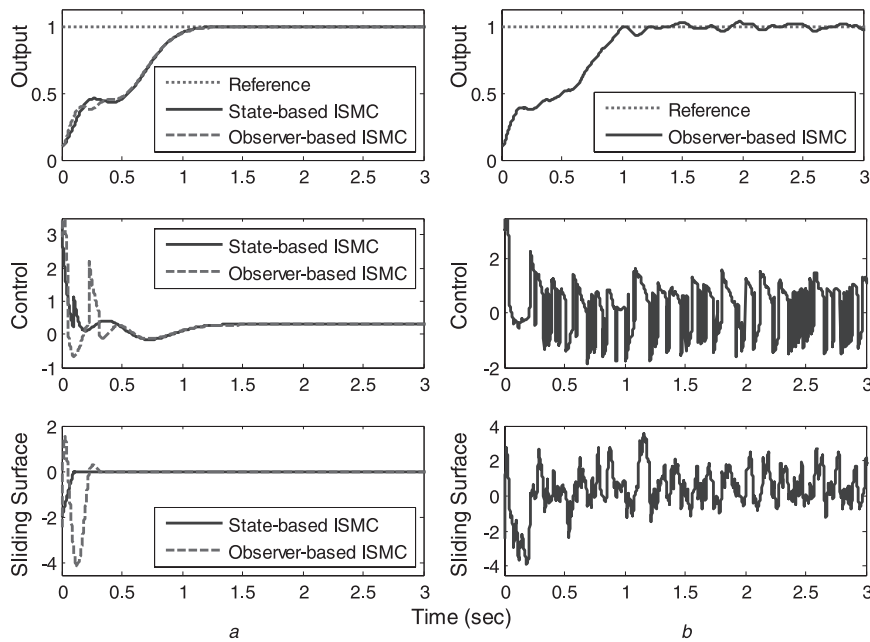 Output
1
0.5
0
Reference
State-based ISMC
Observer-based ISMC
0 0.5 1 1.5 2 2.5 3
Output
1
0.5
0
Reference
Observer-based ISMC
0 0.5 1 1.5 2 2.5 3
Control
3
2
1
0
-1
State-based ISMC
Observer-based ISMC
0 0.5 1 1.5 2 2.5 3
Control
2
0
-2
0 0.5 1 1.5 2 2.5 3
Sliding Surface
2
0
-2
-4
State-based ISMC
Observer-based ISMC
0 0.5 1 1.5 2 2.5 3
Sliding Surface
4
2
0
-2
-4
0 0.5 1 1.5 2 2.5 3
Time (sec)
a
b